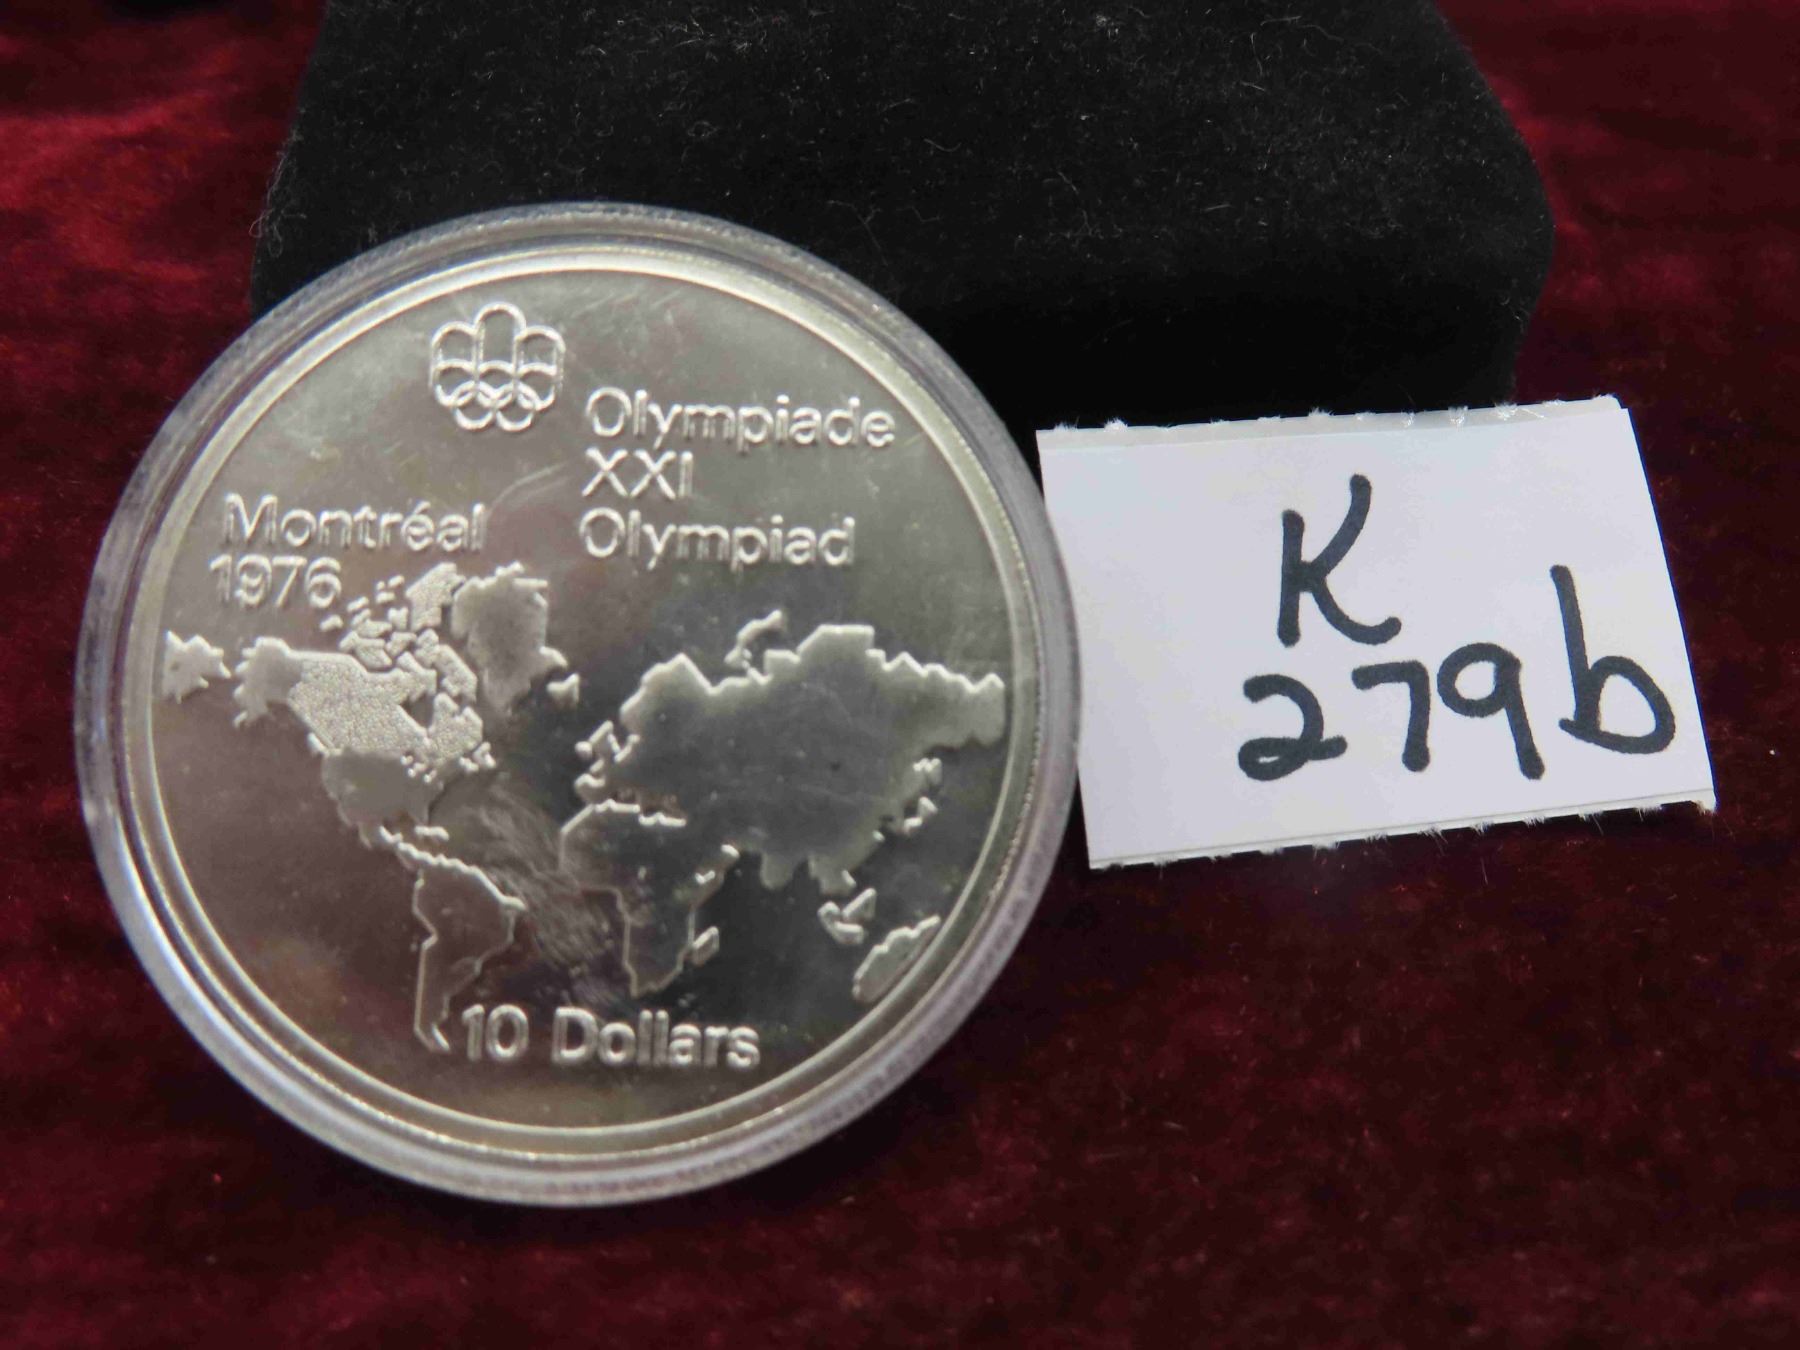 Olympiade
XXI
Olympiad
Montréal
1976
10 Dollars
K
279b